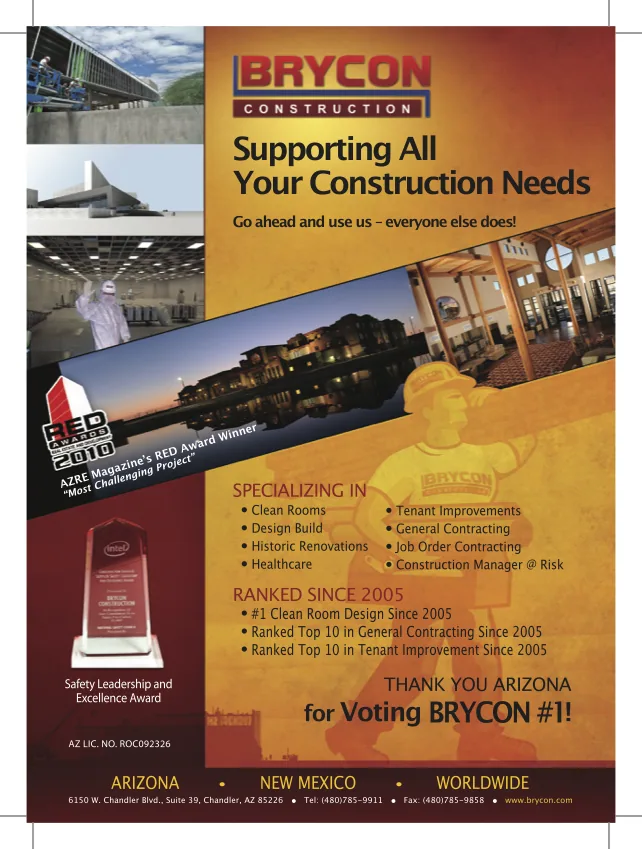 BRYCON
CONSTRUCTION
Supporting All
Your Construction Needs
Go ahead and use us – everyone else does!
RED
AWARDS
2010
AZRE Magazine's RED Award Winner
"Most Challenging Project"
BRYCON
BRYCON
SPECIALIZING IN
• Clean Rooms
• Design Build
• Historic Renovations
• Healthcare
• Tenant Improvements
• General Contracting
• Job Order Contracting
• Construction Manager @ Risk
intel
BRYCON
CONSTRUCTION
RANKED SINCE 2005
• #1 Clean Room Design Since 2005
• Ranked Top 10 in General Contracting Since 2005
• Ranked Top 10 in Tenant Improvement Since 2005
Safety Leadership and
Excellence Award
THANK YOU ARIZONA
for Voting BRYCON #1!
AZ LIC. NO. ROC092326
ARIZONA • NEW MEXICO • WORLDWIDE
6150 W. Chandler Blvd., Suite 39, Chandler, AZ 85226 • Tel: (480)785-9911 • Fax: (480)785-9858 • www.brycon.com